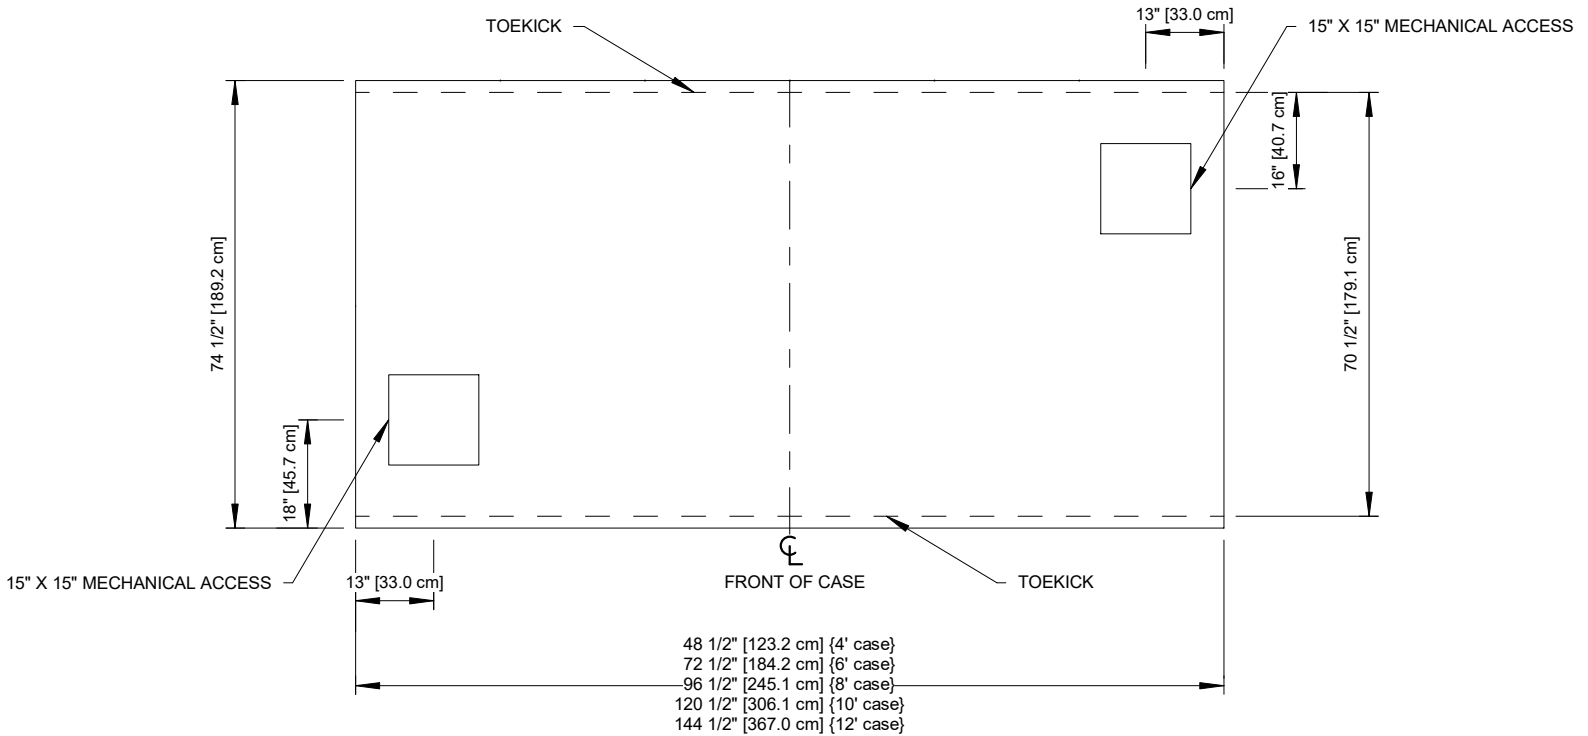 13" [33.0 cm]
TOEKICK
15" X 15" MECHANICAL ACCESS
16" [40.7 cm]
74 1/2" [189.2 cm]
70 1/2" [179.1 cm]
18" [45.7 cm]
℄
15" X 15" MECHANICAL ACCESS
13" [33.0 cm]
FRONT OF CASE
TOEKICK
48 1/2" [123.2 cm] {4' case}
72 1/2" [184.2 cm] {6' case}
96 1/2" [245.1 cm] {8' case}
120 1/2" [306.1 cm] {10' case}
144 1/2" [367.0 cm] {12' case}